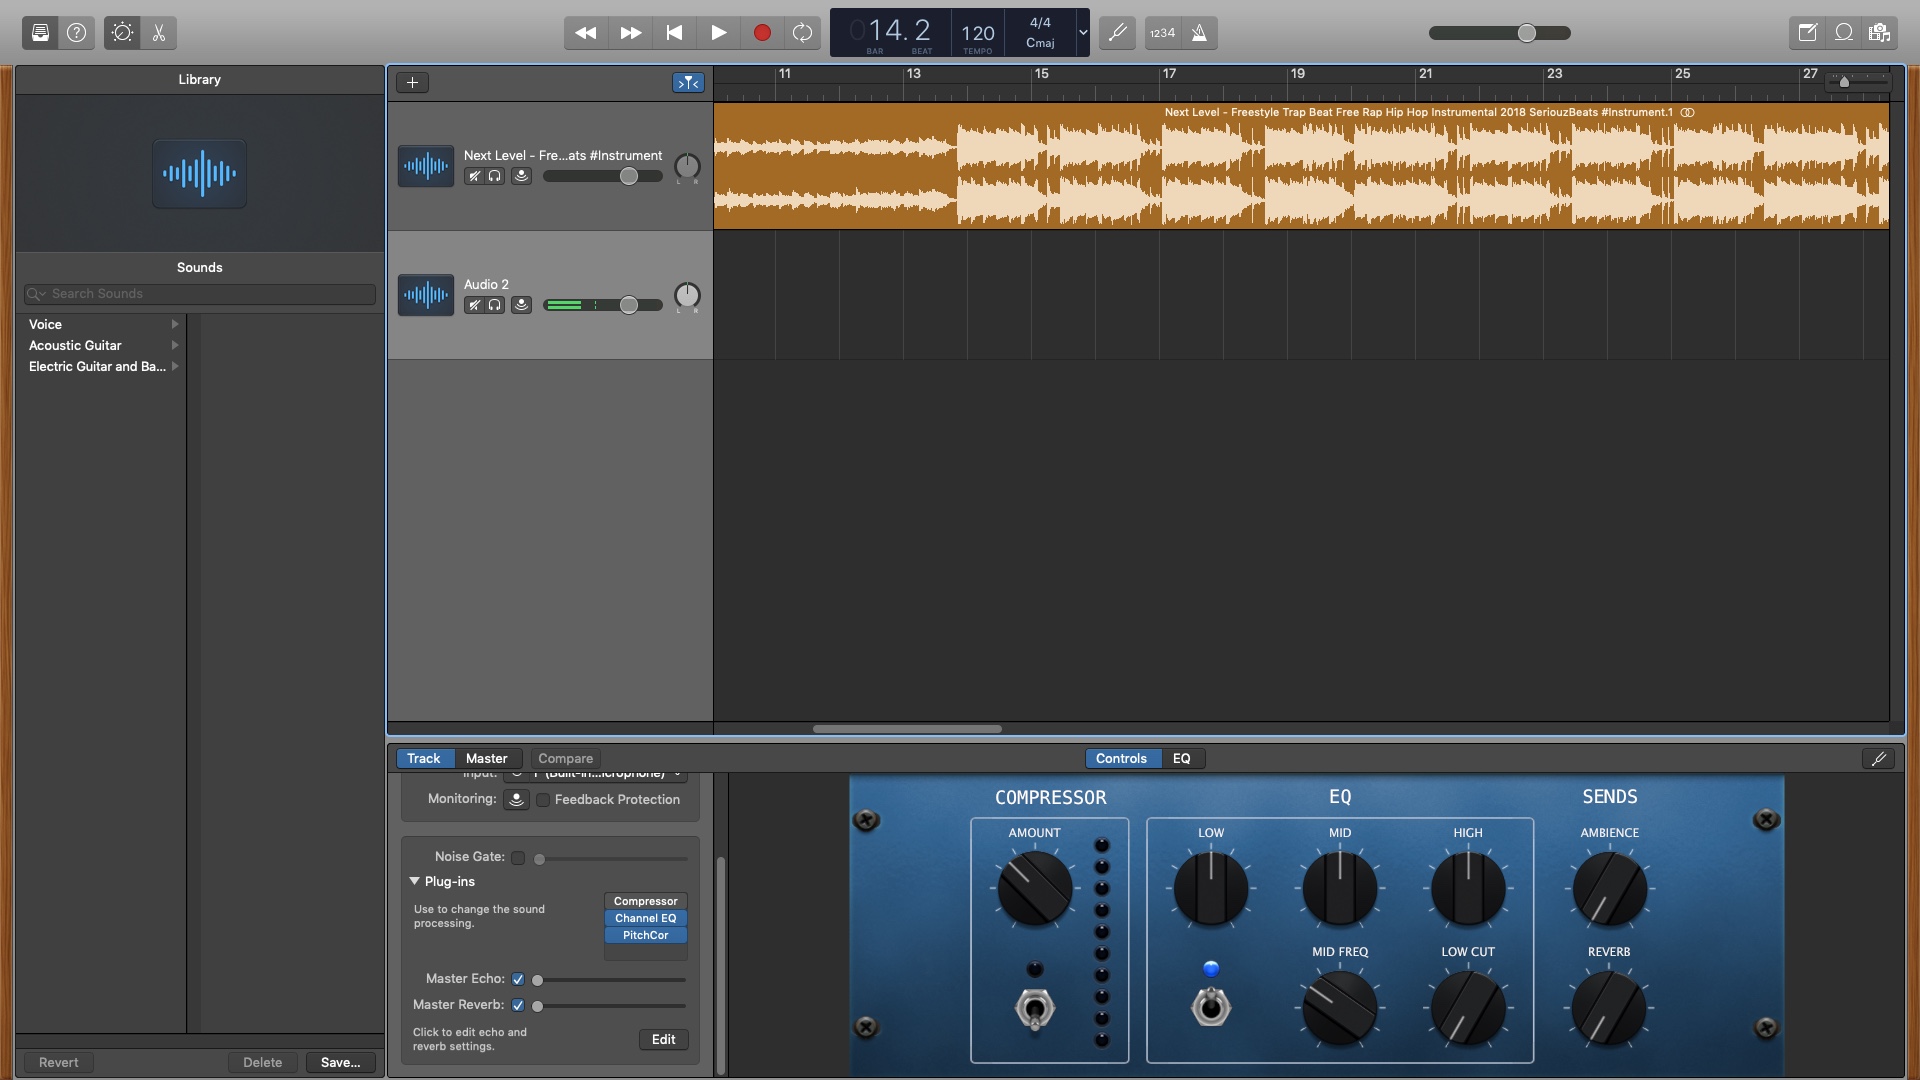 014. 2
BAR
BEAT
120
TEMPO
4/4
Cmaj
1234
Library
Sounds
Search Sounds
Voice
Acoustic Guitar
Electric Guitar and Ba...
Revert
Delete
Save...
11
13
15
17
19
21
23
25
27
Next Level - Freestyle Trap Beat Free Rap Hip Hop Instrumental 2018 SeriouzBeats #Instrument.1
Next Level - Fre...ats #Instrument
L R
Audio 2
L R
Track
Master
Compare
Controls
EQ
Input:
1 (Built-in...icrophone)
Monitoring:
Feedback Protection
Noise Gate:
Plug-ins
Use to change the sound
processing.
Compressor
Channel EQ
PitchCor
Master Echo:
Master Reverb:
Click to edit echo and
reverb settings.
Edit
COMPRESSOR
EQ
SENDS
AMOUNT
LOW
MID
HIGH
AMBIENCE
MID FREQ
LOW CUT
REVERB